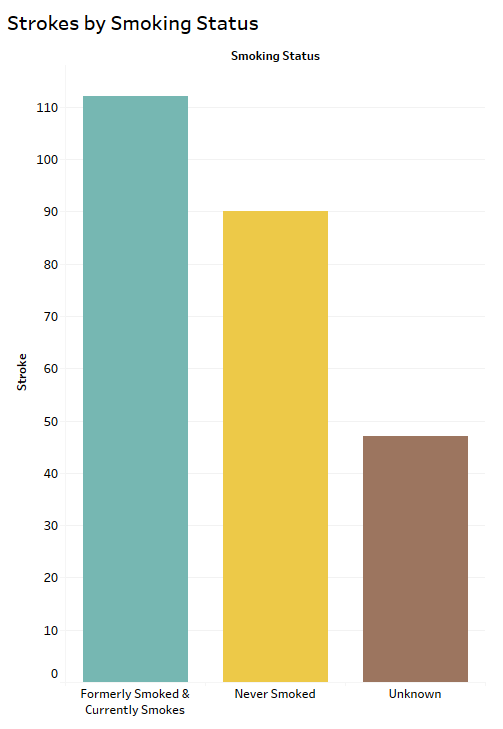 Strokes by Smoking Status
Smoking Status
110
100
90
80
70
60
50
40
30
20
10
0
Stroke
Formerly Smoked &
Currently Smokes
Never Smoked
Unknown